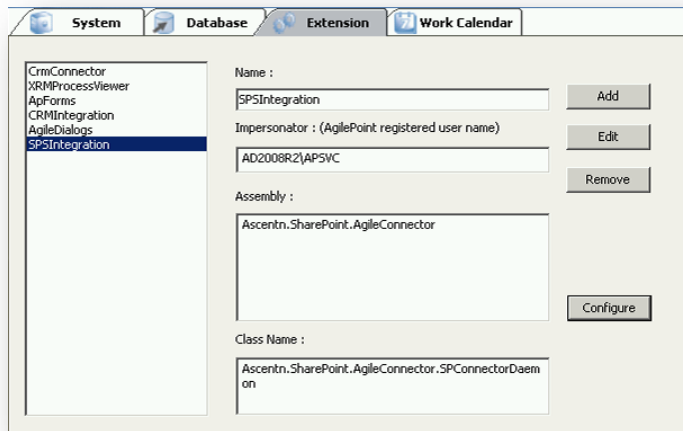 System Database Extension Work Calendar
CrmConnector
XRMProcessViewer
ApForms
CRMIntegration
AgileDialogs
SPSIntegration
Name :
SPSIntegration
Impersonator : (AgilePoint registered user name)
AD2008R2\APSVC
Assembly :
Ascentn.SharePoint.AgileConnector
Class Name :
Ascentn.SharePoint.AgileConnector.SPConnectorDaem
on
Add
Edit
Remove
Configure